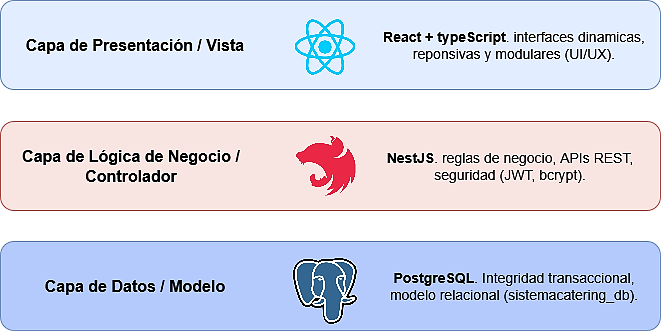 Capa de Presentación / Vista
React + typeScript. interfaces dinamicas,
reponsivas y modulares (UI/UX).
Capa de Lógica de Negocio /
Controlador
NestJS. reglas de negocio, APIs REST,
seguridad (JWT, bcrypt).
Capa de Datos / Modelo
PostgreSQL. Integridad transaccional,
modelo relacional (sistemacatering_db).